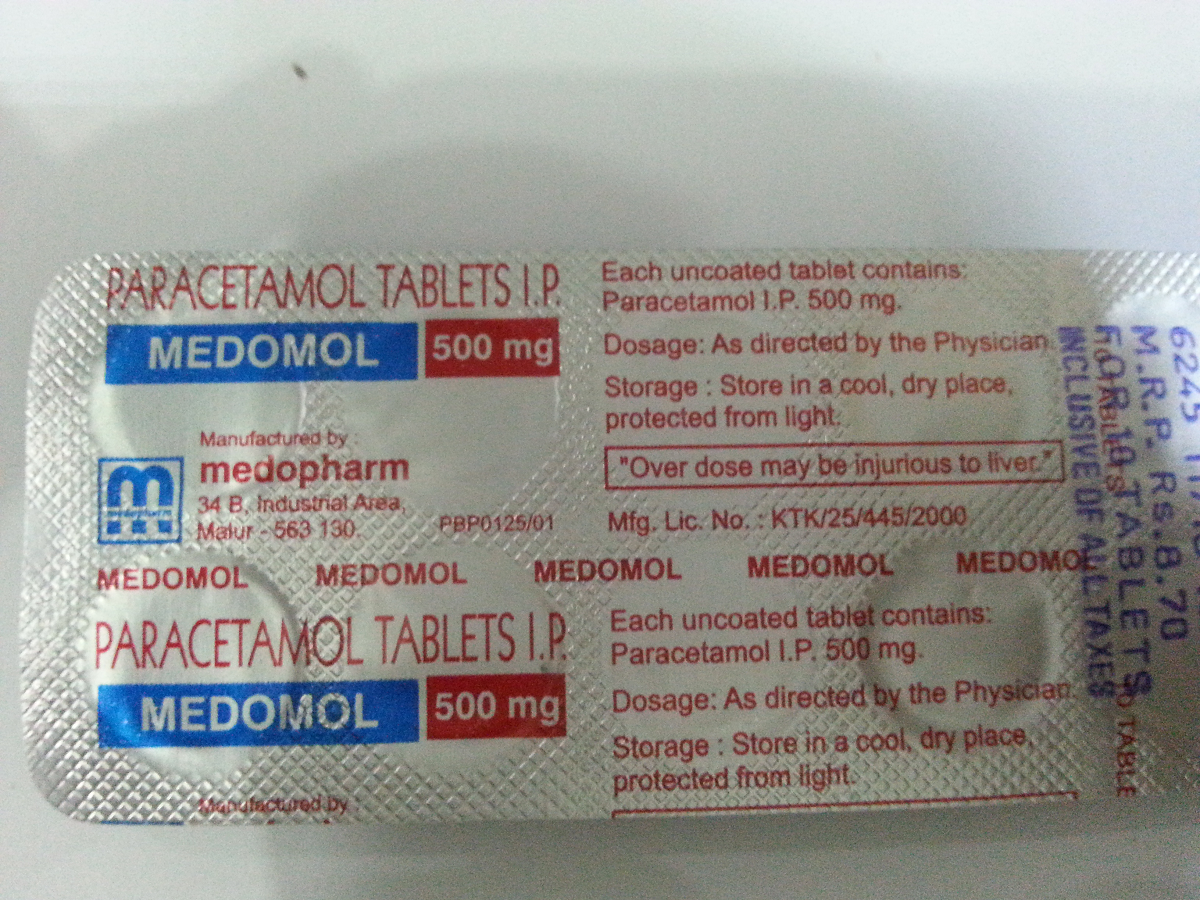 PARACETAMOL TABLETS I.P.
MEDOMOL 500 mg
Manufactured by :
medopharm
34 B, Industrial Area,
Malur - 563 130.
PBP0125/01
Each uncoated tablet contains:
Paracetamol I.P. 500 mg.
Dosage: As directed by the Physician.
Storage : Store in a cool, dry place,
protected from light.
"Over dose may be injurious to liver."
Mfg. Lic. No. : KTK/25/445/2000
MEDOMOL MEDOMOL MEDOMOL MEDOMOL MEDOMOL
PARACETAMOL TABLETS I.P.
MEDOMOL 500 mg
Manufactured by
Each uncoated tablet contains:
Paracetamol I.P. 500 mg.
Dosage: As directed by the Physician.
Storage : Store in a cool, dry place,
protected from light.
M.R.P. Rs.8.70
FOR 10 TABLETS
INCLUSIVE OF ALL TAXES